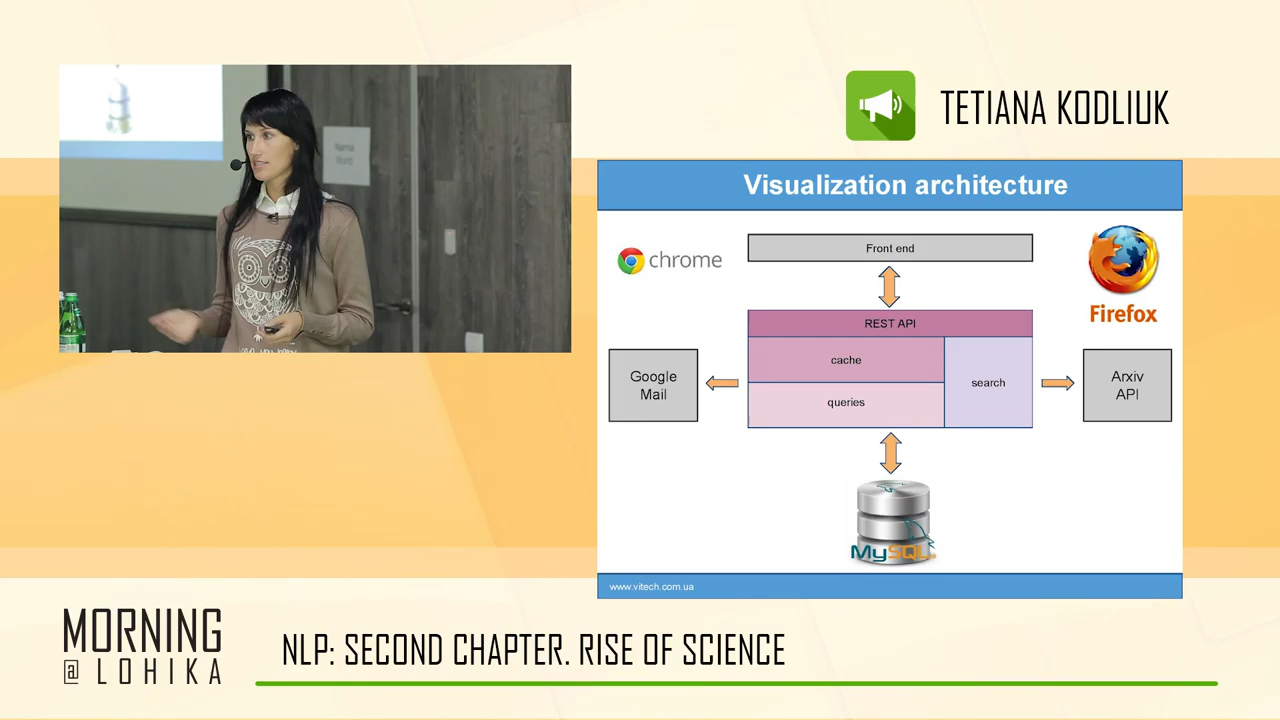 TETIANA KODLIUK
Visualization architecture
chrome
Front end
Firefox
REST API
cache
queries
search
Google
Mail
Arxiv
API
MySQL
www.vitech.com.ua
MORNING
@ LOHIKA
NLP: SECOND CHAPTER. RISE OF SCIENCE